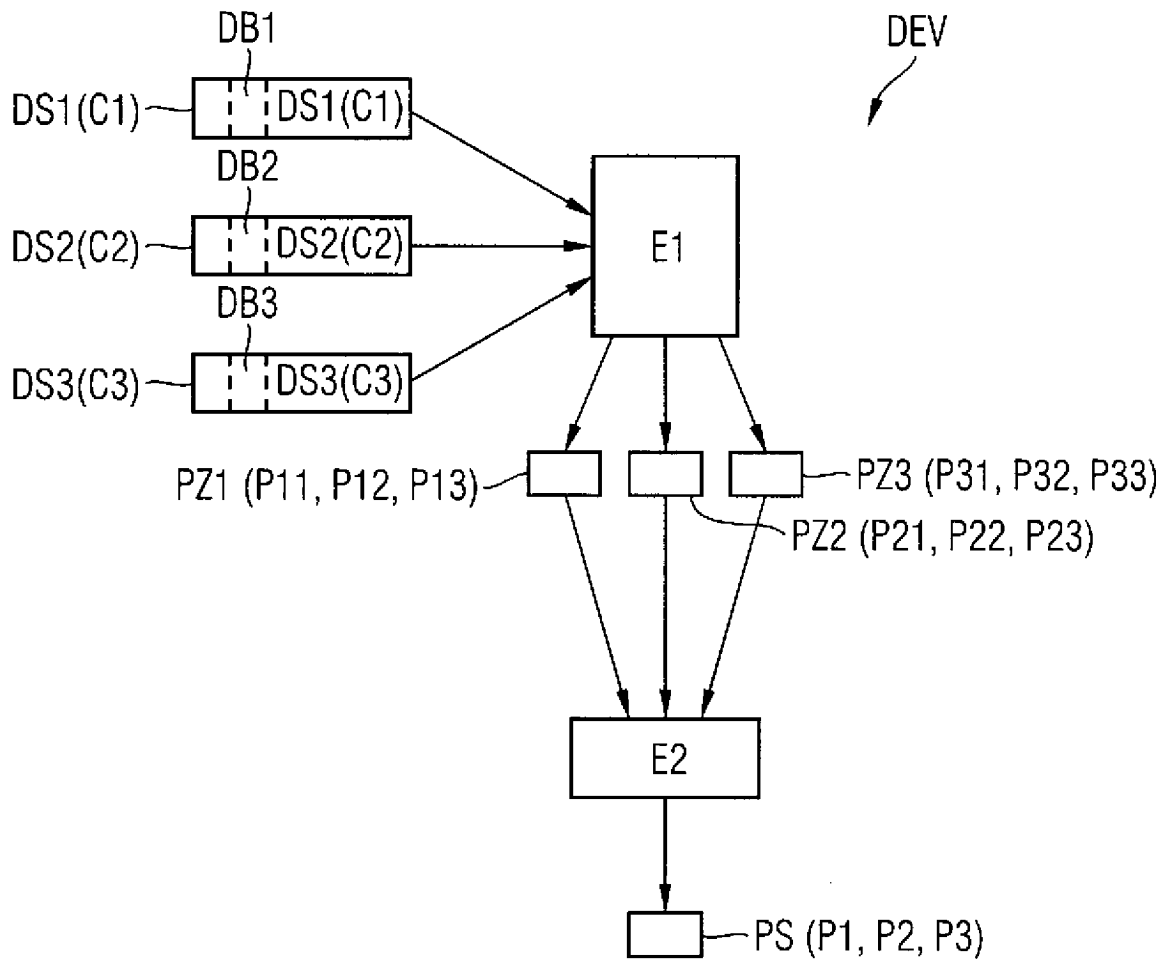 DB1
DEV
DS1(C1)
DS1(C1)
DB2
DS2(C2)
DS2(C2)
E1
DB3
DS3(C3)
DS3(C3)
PZ1 (P11, P12, P13)
PZ3 (P31, P32, P33)
PZ2 (P21, P22, P23)
E2
PS (P1, P2, P3)